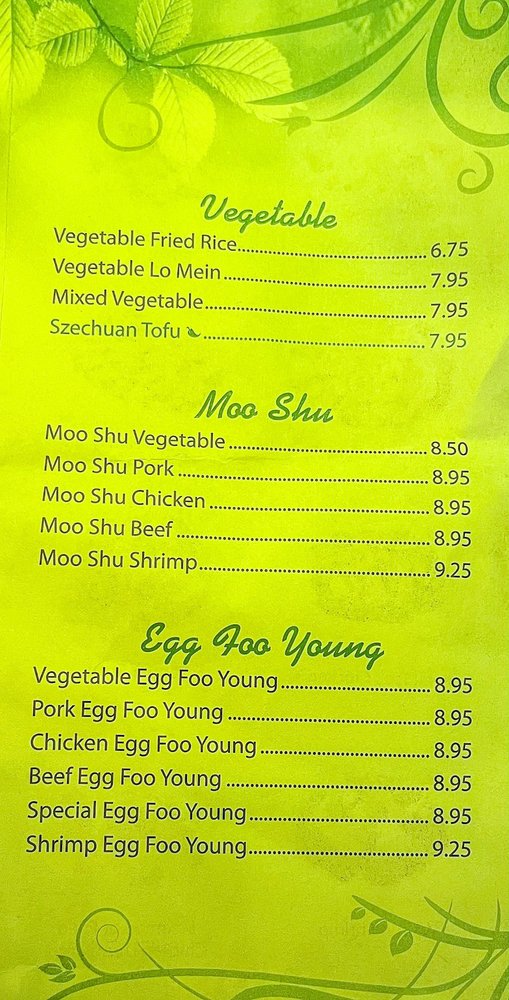 Vegetable
Vegetable Fried Rice.......................................... 6.75
Vegetable Lo Mein ............................................. 7.95
Mixed Vegetable................................................. 7.95
Szechuan Tofu ................................................. 7.95
Moo Shu
Moo Shu Vegetable ........................................... 8.50
Moo Shu Pork ..................................................... 8.95
Moo Shu Chicken ............................................... 8.95
Moo Shu Beef ..................................................... 8.95
Moo Shu Shrimp................................................. 9.25
Egg Foo Young
Vegetable Egg Foo Young ................................ 8.95
Pork Egg Foo Young .......................................... 8.95
Chicken Egg Foo Young ................................... 8.95
Beef Egg Foo Young .......................................... 8.95
Special Egg Foo Young...................................... 8.95
Shrimp Egg Foo Young...................................... 9.25